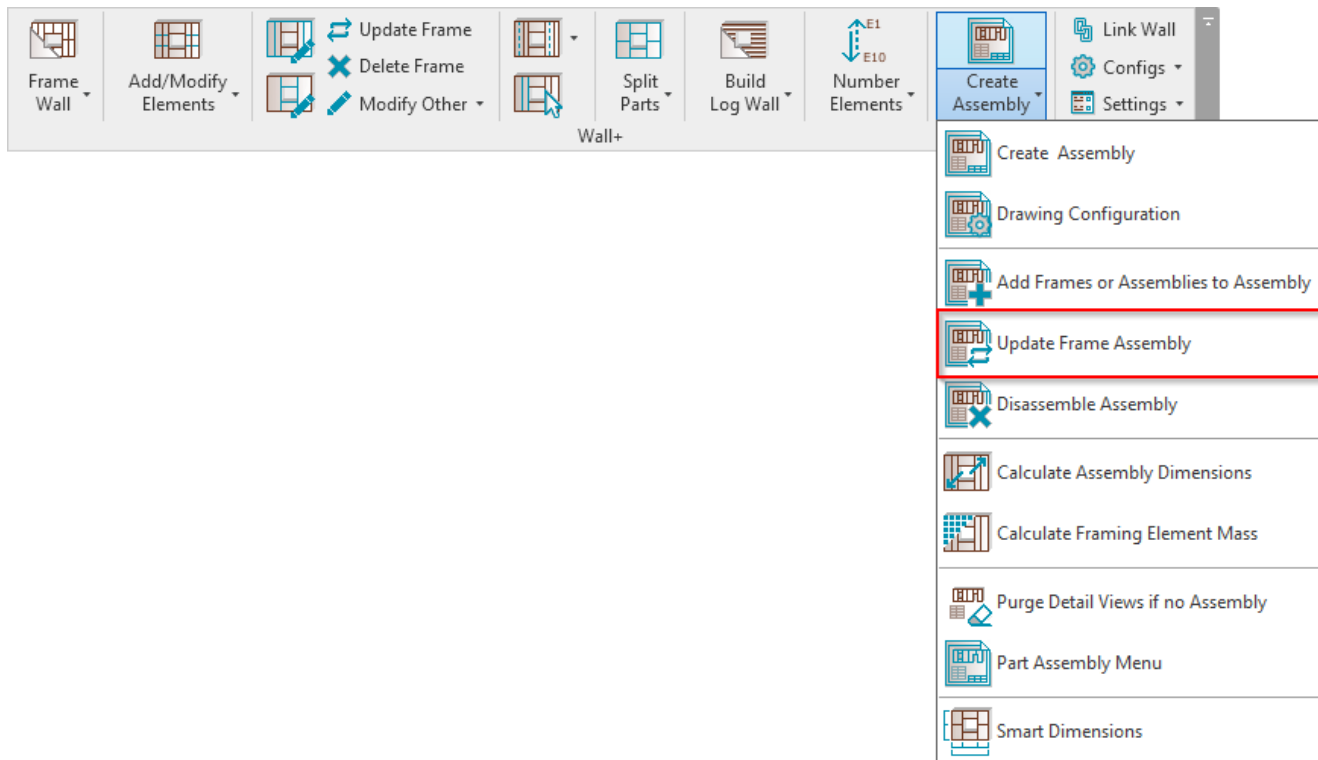 Frame
Wall
Add/Modify
Elements
Update Frame
Delete Frame
Modify Other
Split
Parts
Build
Log Wall
E1
E10
Number
Elements
Create
Assembly
Link Wall
Configs
Settings
Wall+
Create Assembly
Drawing Configuration
Add Frames or Assemblies to Assembly
Update Frame Assembly
Disassemble Assembly
Calculate Assembly Dimensions
Calculate Framing Element Mass
Purge Detail Views if no Assembly
Part Assembly Menu
Smart Dimensions